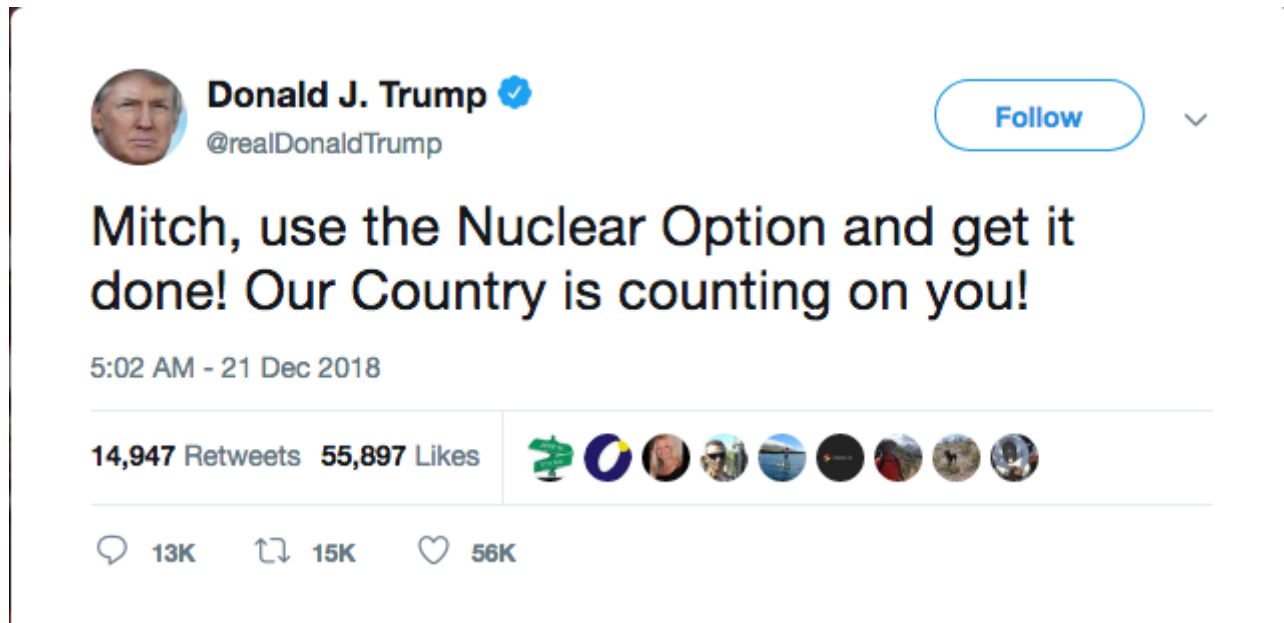 Donald J. Trump
@realDonaldTrump
Follow
Mitch, use the Nuclear Option and get it
done! Our Country is counting on you!
5:02 AM - 21 Dec 2018
14,947 Retweets 55,897 Likes
13K 15K 56K